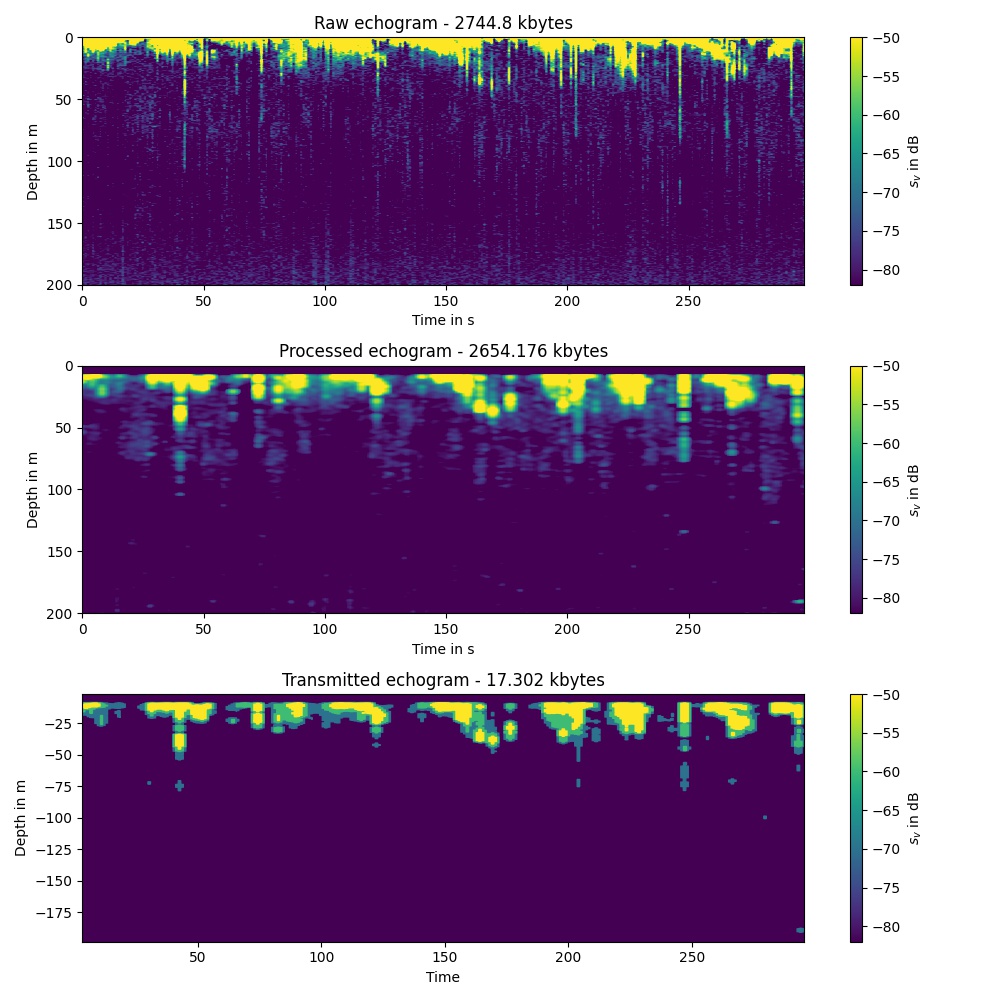 Raw echogram - 2744.8 kbytes
0
50
100
150
200
Depth in m
0 50 100 150 200 250
Time in s
−50
−55
−60
−65
−70
−75
−80
sv in dB
Processed echogram - 2654.176 kbytes
0
50
100
150
200
Depth in m
0 50 100 150 200 250
Time in s
−50
−55
−60
−65
−70
−75
−80
sv in dB
Transmitted echogram - 17.302 kbytes
−25
−50
−75
−100
−125
−150
−175
Depth in m
50 100 150 200 250
Time
−50
−55
−60
−65
−70
−75
−80
sv in dB